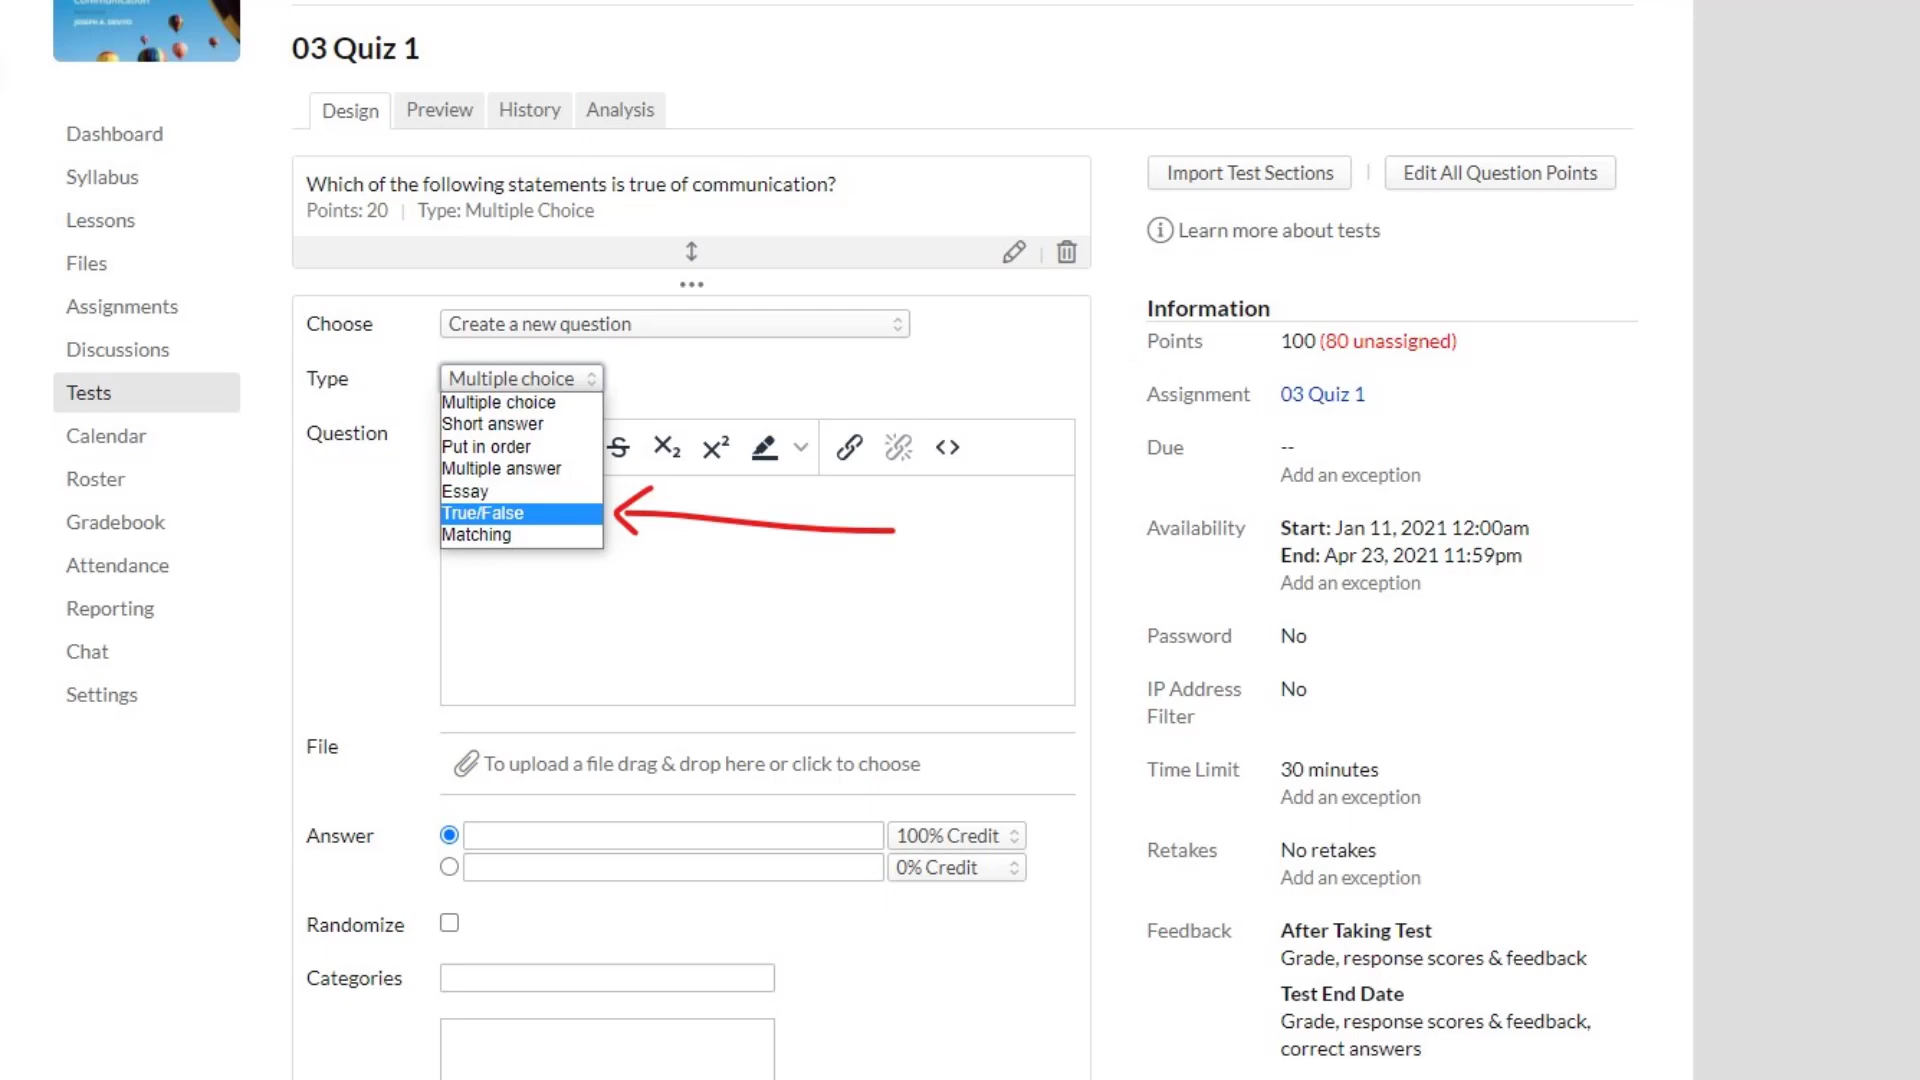 Communication
JOSEPH A. DEVITO
03 Quiz 1
Design
Preview
History
Analysis
Dashboard
Syllabus
Lessons
Files
Assignments
Discussions
Tests
Calendar
Roster
Gradebook
Attendance
Reporting
Chat
Settings
Which of the following statements is true of communication?
Points: 20 | Type: Multiple Choice
Choose
Create a new question
Type
Multiple choice
Multiple choice
Short answer
Put in order
Multiple answer
Essay
True/False
Matching
Question
File
To upload a file drag & drop here or click to choose
Answer
100% Credit
0% Credit
Randomize
Categories
Import Test Sections
Edit All Question Points
Learn more about tests
Information
Points 100 (80 unassigned)
Assignment 03 Quiz 1
Due --
Add an exception
Availability Start: Jan 11, 2021 12:00am
End: Apr 23, 2021 11:59pm
Add an exception
Password No
IP Address No
Filter
Time Limit 30 minutes
Add an exception
Retakes No retakes
Add an exception
Feedback After Taking Test
Grade, response scores & feedback
Test End Date
Grade, response scores & feedback,
correct answers